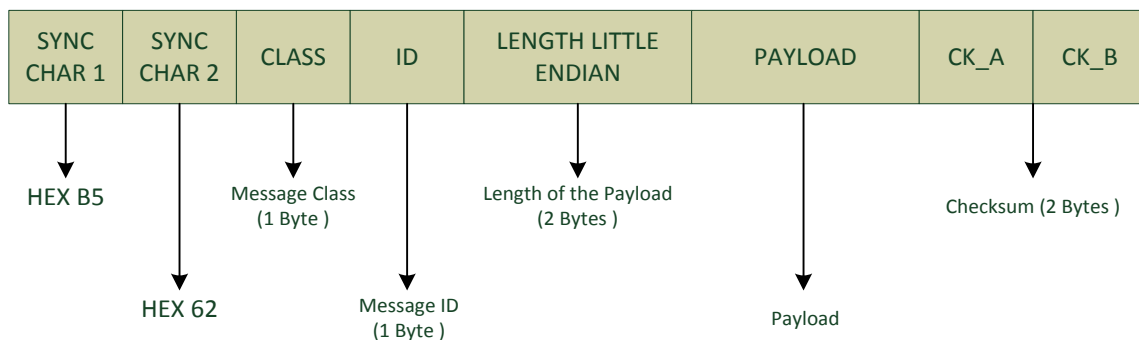 SYNC
CHAR 1
SYNC
CHAR 2
CLASS
ID
LENGTH LITTLE
ENDIAN
PAYLOAD
CK_A
CK_B
HEX B5
HEX 62
Message Class
(1 Byte )
Message ID
(1 Byte )
Length of the Payload
(2 Bytes )
Payload
Checksum (2 Bytes )